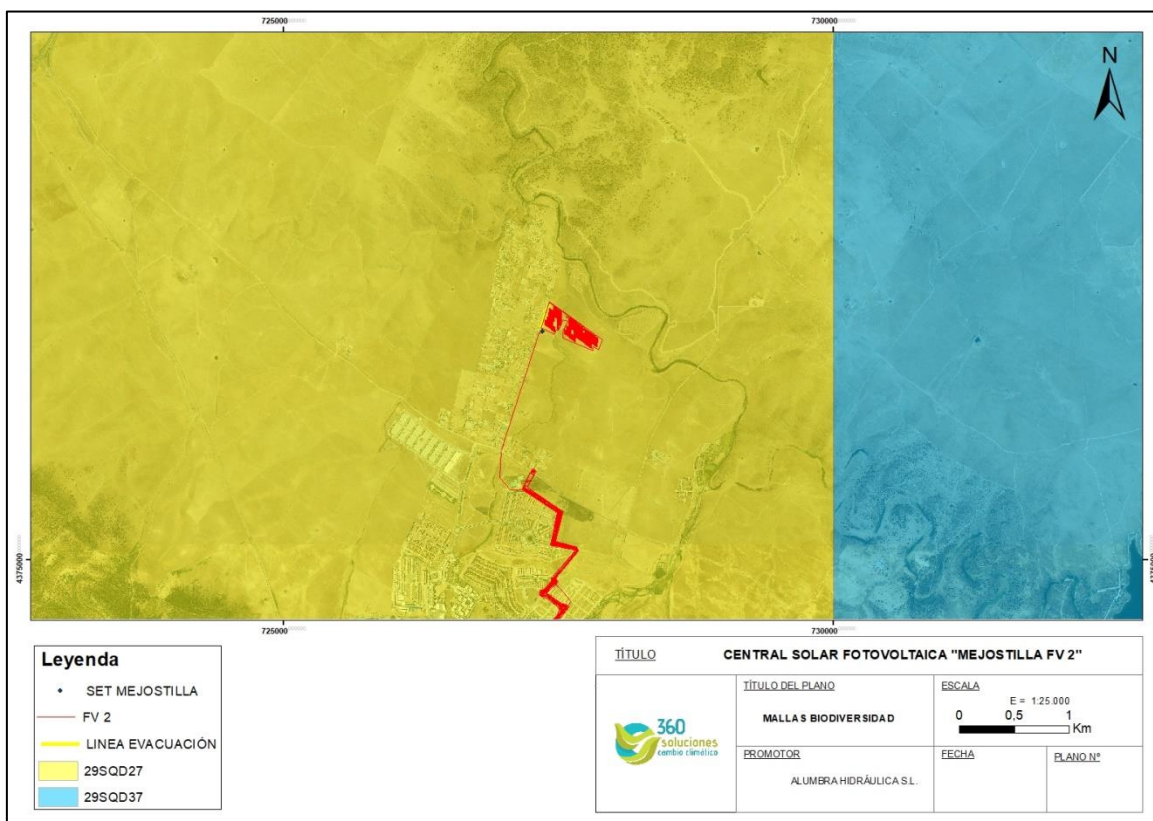 725000
730000
N
4375000
4375000
725000
730000
Leyenda
SET MEJOSTILLA
FV 2
LINEA EVACUACIÓN
29SQD27
29SQD37
TÍTULO
CENTRAL SOLAR FOTOVOLTAICA "MEJOSTILLA FV 2"
360
soluciones
cambio climático
TÍTULO DEL PLANO
MALLAS BIODIVERSIDAD
ESCALA
E = 1:25.000
0 0,5 1
Km
PROMOTOR
ALUMBRA HIDRÁULICA S.L.
FECHA
PLANO Nº